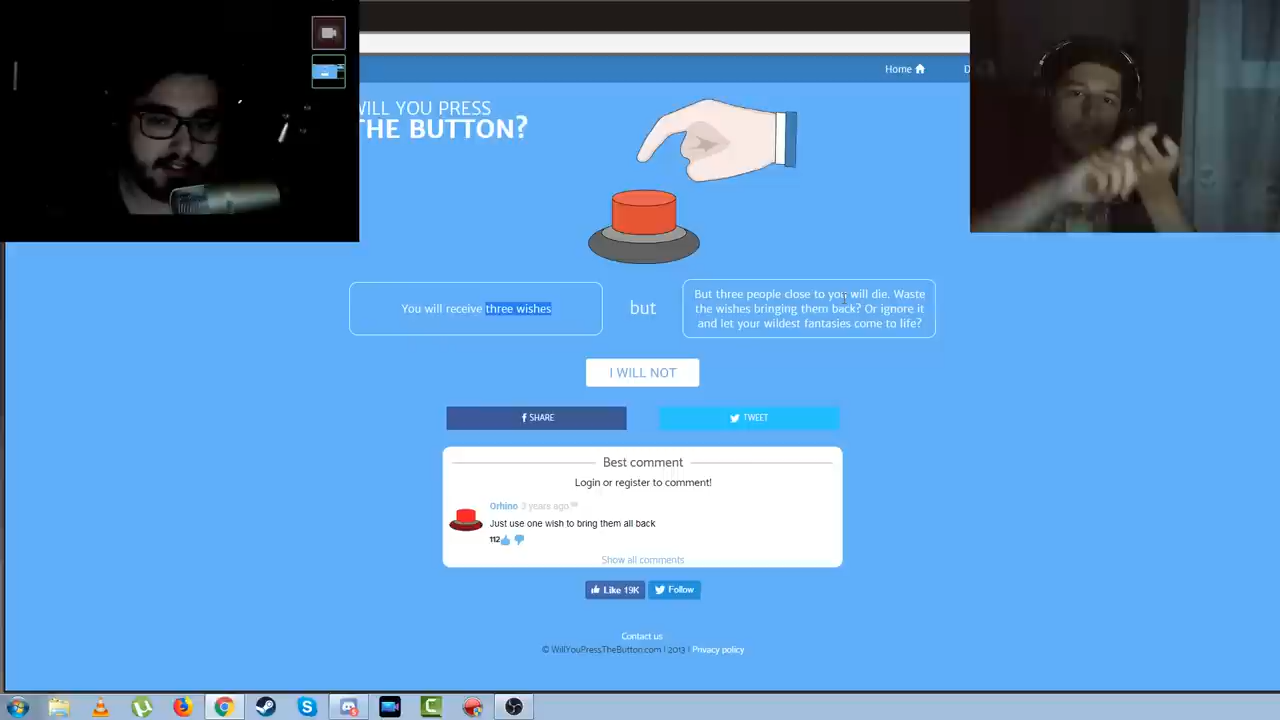 Home
D
WILL YOU PRESS
THE BUTTON?
You will receive three wishes
but
But three people close to you will die. Waste
the wishes bringing them back? Or ignore it
and let your wildest fantasies come to life?
I WILL NOT
SHARE
TWEET
Best comment
Login or register to comment!
Orhino 3 years ago
Just use one wish to bring them all back
112
Show all comments
Like 19K
Follow
Contact us
© WillYouPressTheButton.com | 2013 | Privacy policy